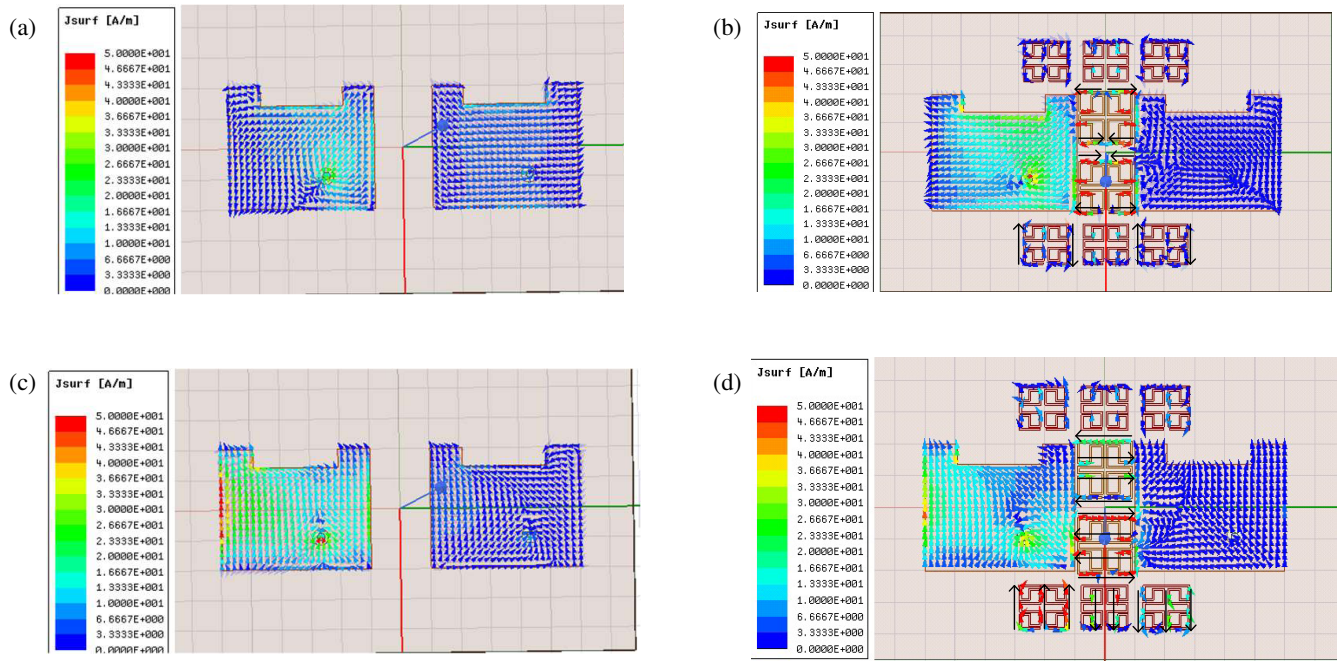 (a)
Jsurf [A/m]
5.0000E+001
4.6667E+001
4.3333E+001
4.0000E+001
3.6667E+001
3.3333E+001
3.0000E+001
2.6667E+001
2.3333E+001
2.0000E+001
1.6667E+001
1.3333E+001
1.0000E+001
6.6667E+000
3.3333E+000
0.0000E+000
(b)
Jsurf [A/m]
5.0000E+001
4.6667E+001
4.3333E+001
4.0000E+001
3.6667E+001
3.3333E+001
3.0000E+001
2.6667E+001
2.3333E+001
2.0000E+001
1.6667E+001
1.3333E+001
1.0000E+001
6.6667E+000
3.3333E+000
0.0000E+000
(c)
Jsurf [A/m]
5.0000E+001
4.6667E+001
4.3333E+001
4.0000E+001
3.6667E+001
3.3333E+001
3.0000E+001
2.6667E+001
2.3333E+001
2.0000E+001
1.6667E+001
1.3333E+001
1.0000E+001
6.6667E+000
3.3333E+000
0.0000E+000
(d)
Jsurf [A/m]
5.0000E+001
4.6667E+001
4.3333E+001
4.0000E+001
3.6667E+001
3.3333E+001
3.0000E+001
2.6667E+001
2.3333E+001
2.0000E+001
1.6667E+001
1.3333E+001
1.0000E+001
6.6667E+000
3.3333E+000
0.0000E+000